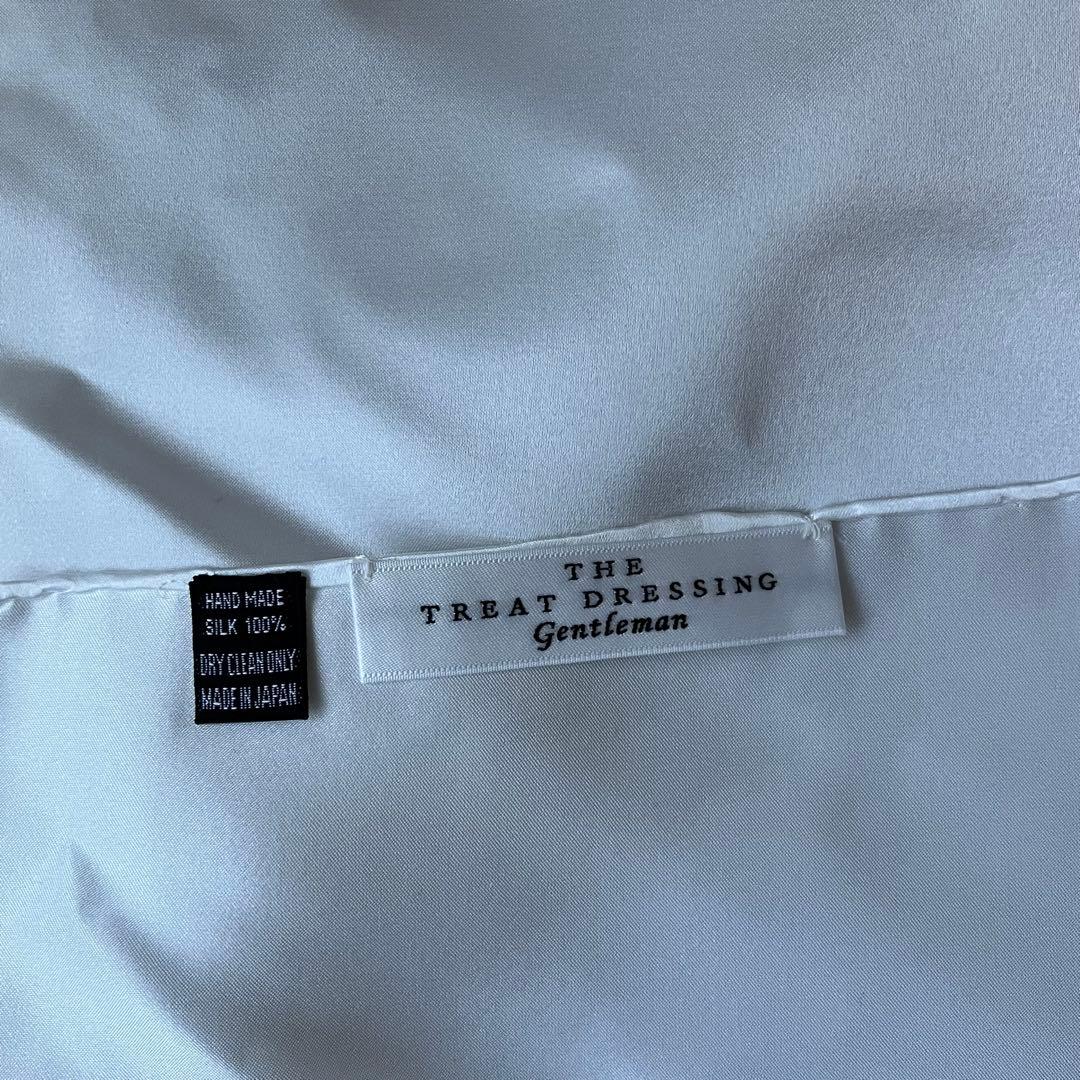 HAND MADE
SILK 100%
DRY CLEAN ONLY
MADE IN JAPAN
THE
TREAT DRESSING
Gentleman